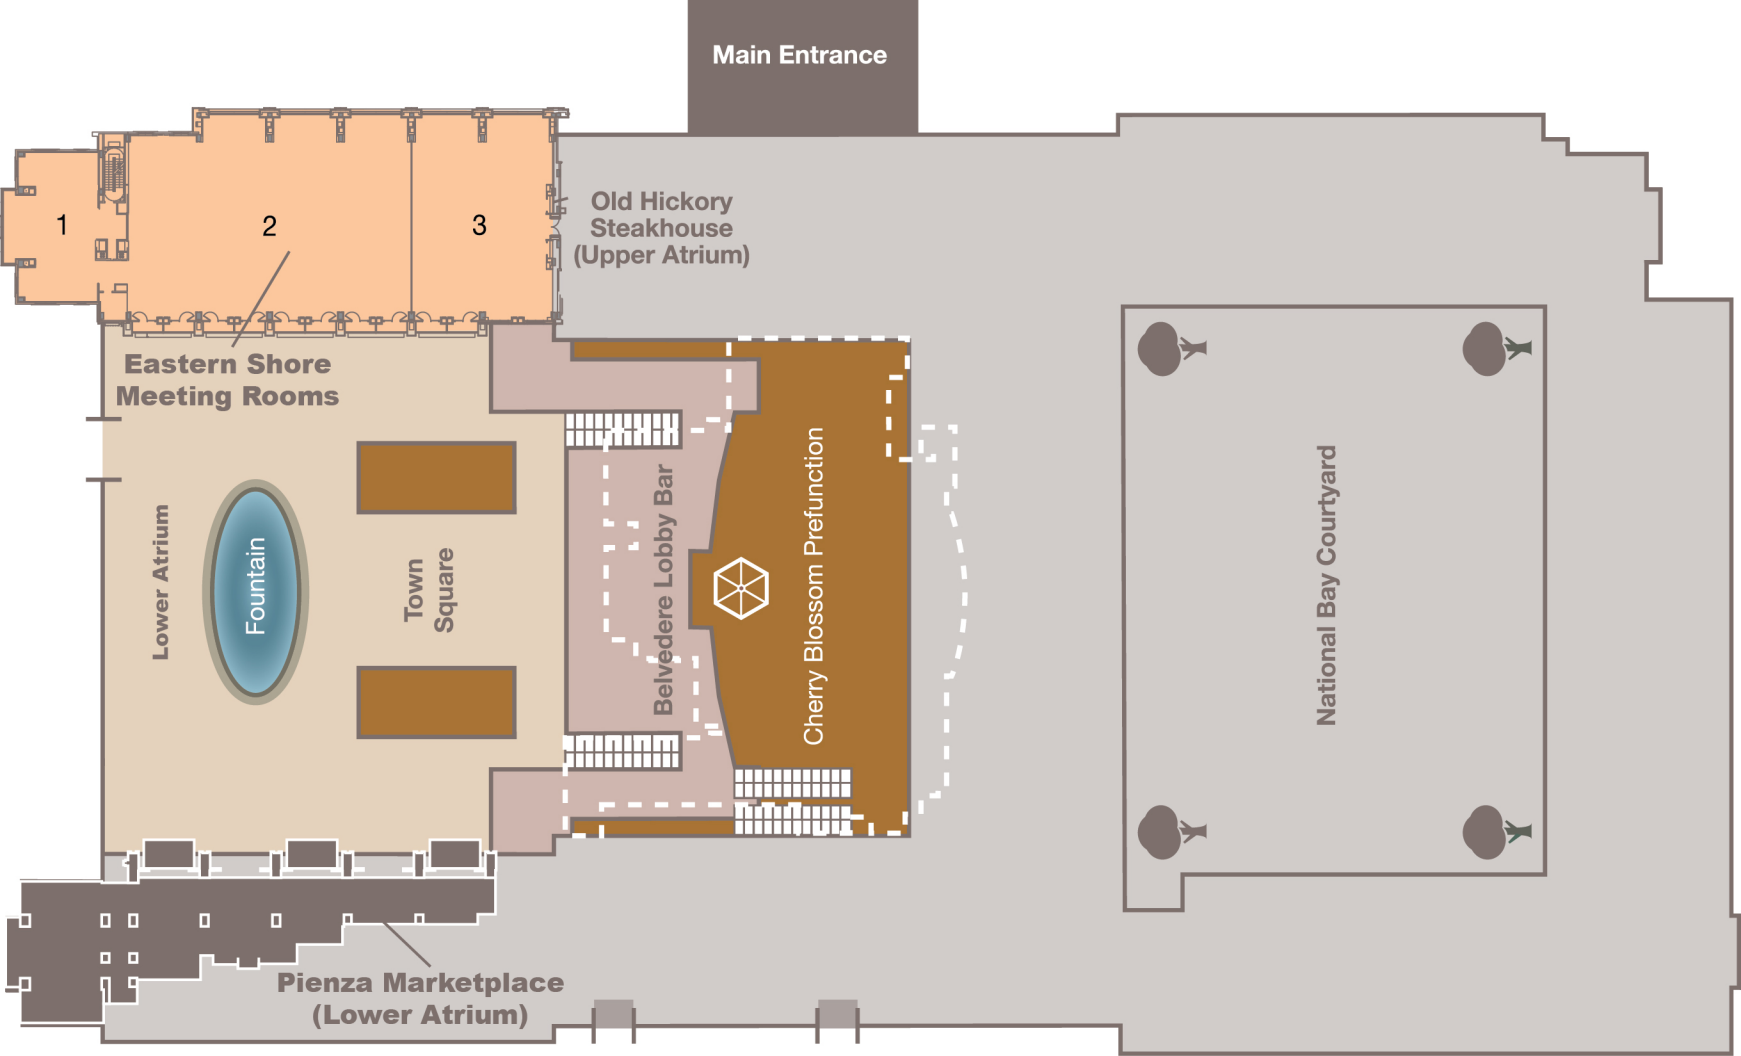 Main Entrance
1
2
3
Old Hickory
Steakhouse
(Upper Atrium)
Eastern Shore
Meeting Rooms
Lower Atrium
Fountain
Town
Square
Belvedere Lobby Bar
Cherry Blossom Prefunction
National Bay Courtyard
Pienza Marketplace
(Lower Atrium)